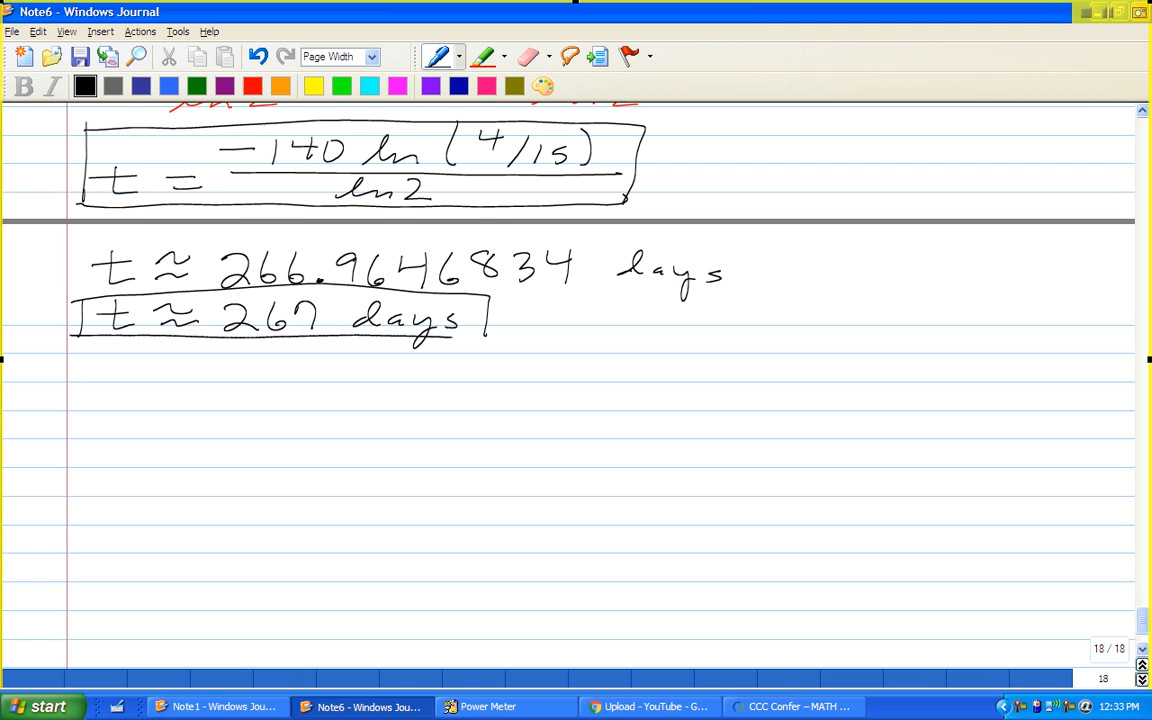 Note6 - Windows Journal
File Edit View Insert Actions Tools Help
Page Width
B I
t = -140 ln (4/15)
ln2
t ≈ 266.9646834 days
t ≈ 267 days
18 / 18
18
start
Note1 - Windows Jour...
Note6 - Windows Jou...
Power Meter
Upload - YouTube - G...
CCC Confer – MATH ...
12:33 PM